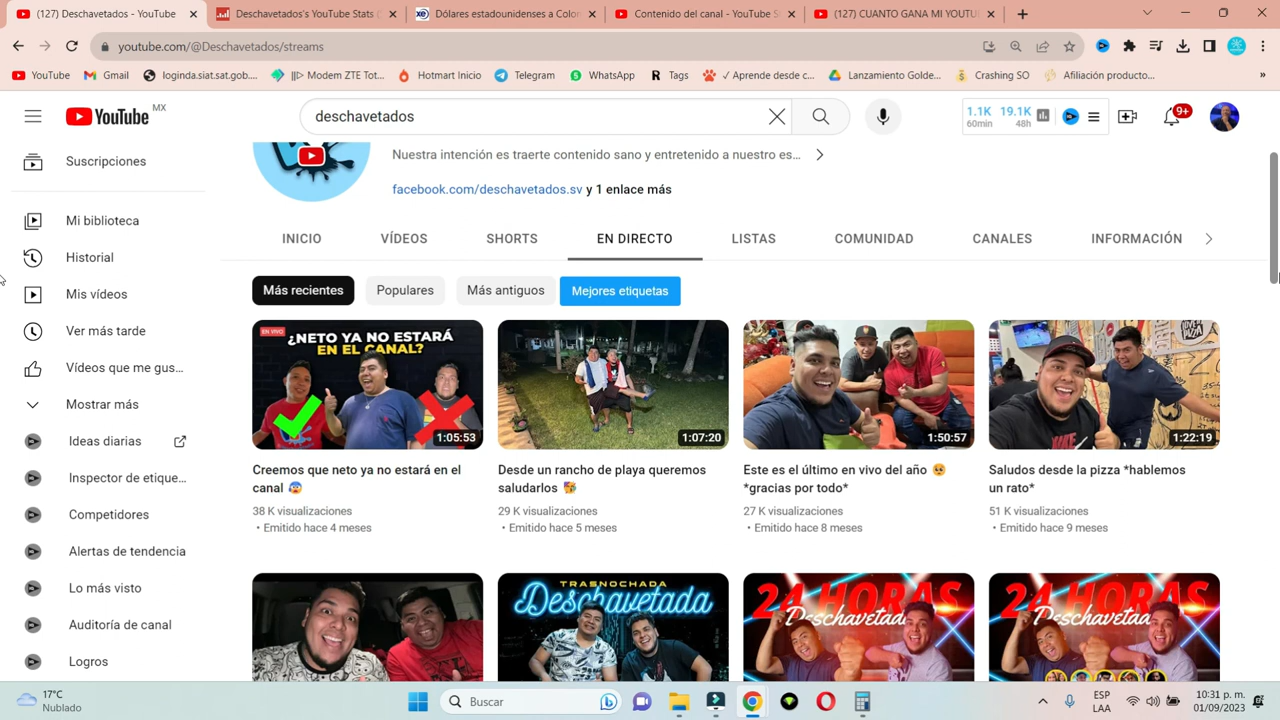 (127) Deschavetados - YouTube
Deschavetados's YouTube Stats (
Dólares estadounidenses a Colon
Contenido del canal - YouTube S
(127) CUANTO GANA MI YOUTU
youtube.com/@Deschavetados/streams
YouTube
Gmail
loginda.siat.sat.gob...
||▷ Modem ZTE Tot...
Hotmart Inicio
Telegram
WhatsApp
R Tags
✓ Aprende desde c...
Lanzamiento Golde...
Crashing SO
Afiliación producto...
»
YouTube MX
deschavetados
1.1K 19.1K
60min 48h
9+
Suscripciones
Mi biblioteca
Historial
Mis vídeos
Ver más tarde
Vídeos que me gus...
Mostrar más
Ideas diarias
Inspector de etique...
Competidores
Alertas de tendencia
Lo más visto
Auditoría de canal
Logros
Nuestra intención es traerte contenido sano y entretenido a nuestro es...
facebook.com/deschavetados.sv y 1 enlace más
INICIO VÍDEOS SHORTS EN DIRECTO LISTAS COMUNIDAD CANALES INFORMACIÓN
Más recientes Populares Más antiguos Mejores etiquetas
EN VIVO
¿NETO YA NO ESTARÁ
EN EL CANAL?
1:05:53
1:07:20
1:50:57
1:22:19
Creemos que neto ya no estará en el
canal 😱
38 K visualizaciones
• Emitido hace 4 meses
Desde un rancho de playa queremos
saludarlos 🥳
29 K visualizaciones
• Emitido hace 5 meses
Este es el último en vivo del año 🥹
*gracias por todo*
27 K visualizaciones
• Emitido hace 8 meses
Saludos desde la pizza *hablemos
un rato*
51 K visualizaciones
• Emitido hace 9 meses
TRASNOCHADA
Deschavetada
24 HORAS
Deschavetada
24 HORAS
Deschavetada
17°C
Nublado
Buscar
ESP
LAA
10:31 p. m.
01/09/2023